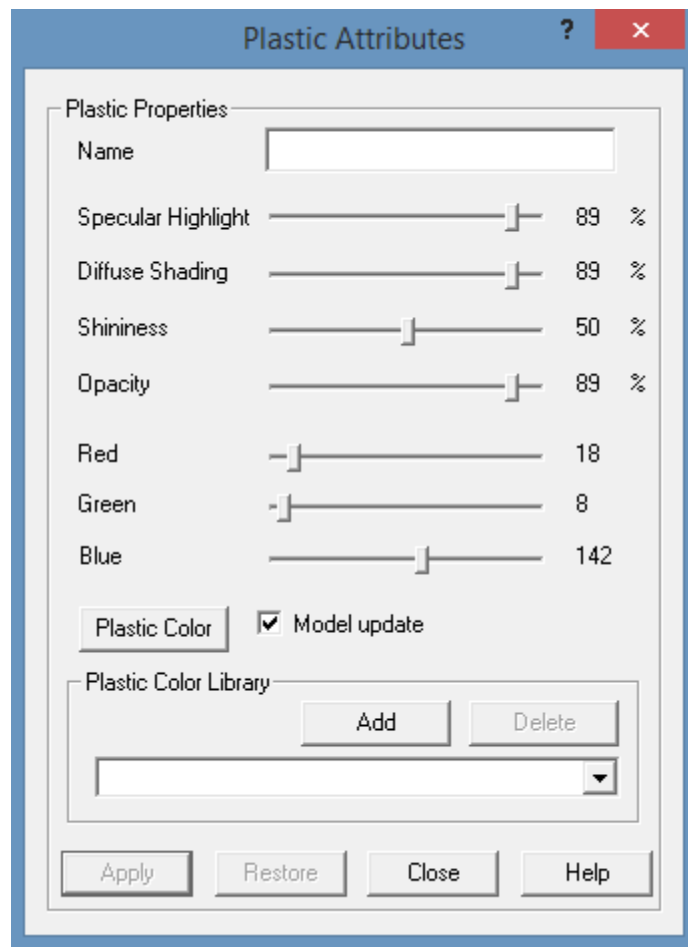 Plastic Attributes ? ×
Plastic Properties
Name
Specular Highlight 89 %
Diffuse Shading 89 %
Shininess 50 %
Opacity 89 %
Red 18
Green 8
Blue 142
Plastic Color Model update
Plastic Color Library
Add Delete
Apply Restore Close Help